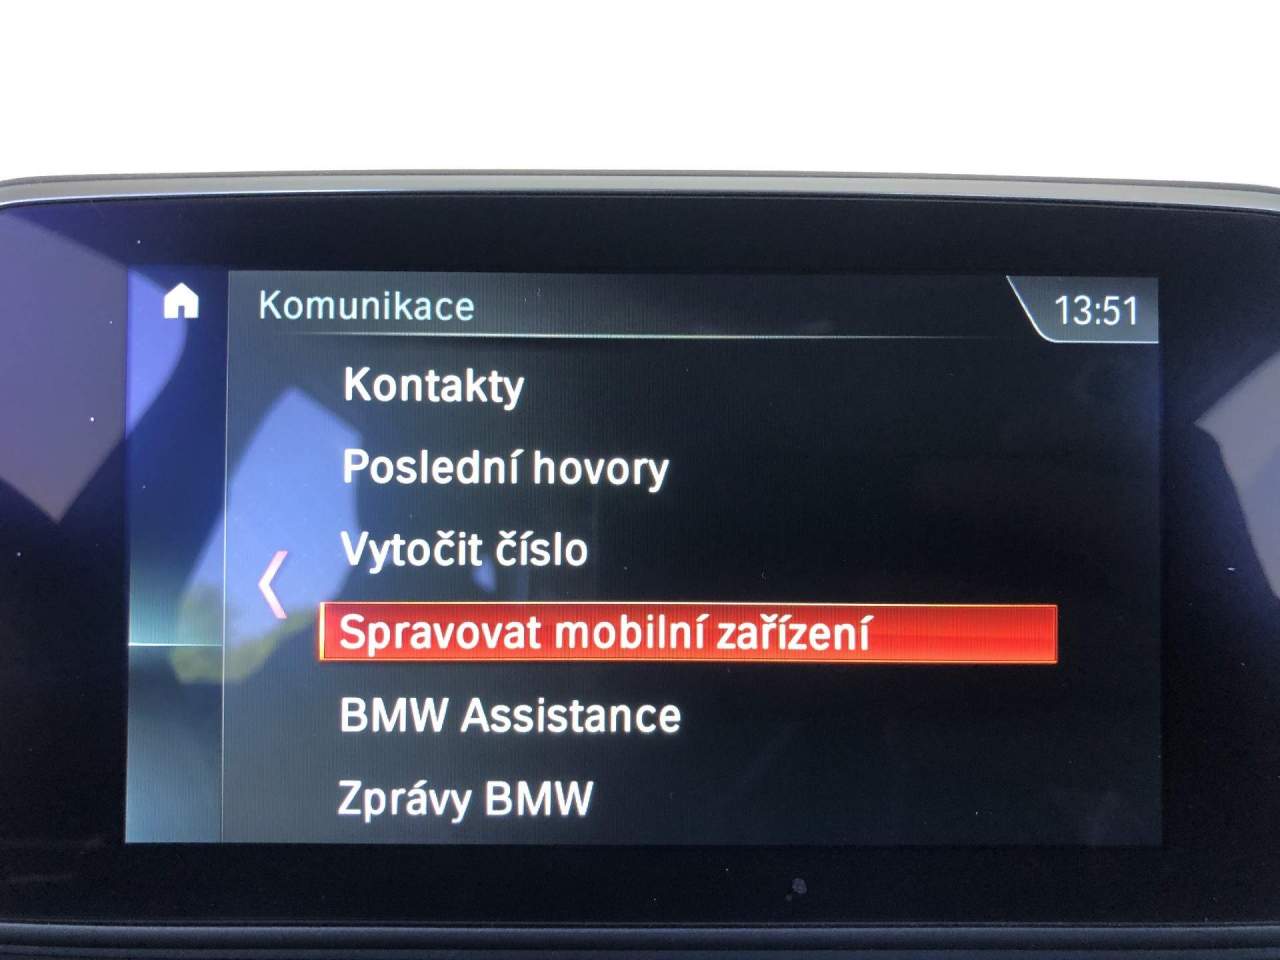 Komunikace
13:51
Kontakty
Poslední hovory
Vytočit číslo
Spravovat mobilní zařízení
BMW Assistance
Zprávy BMW